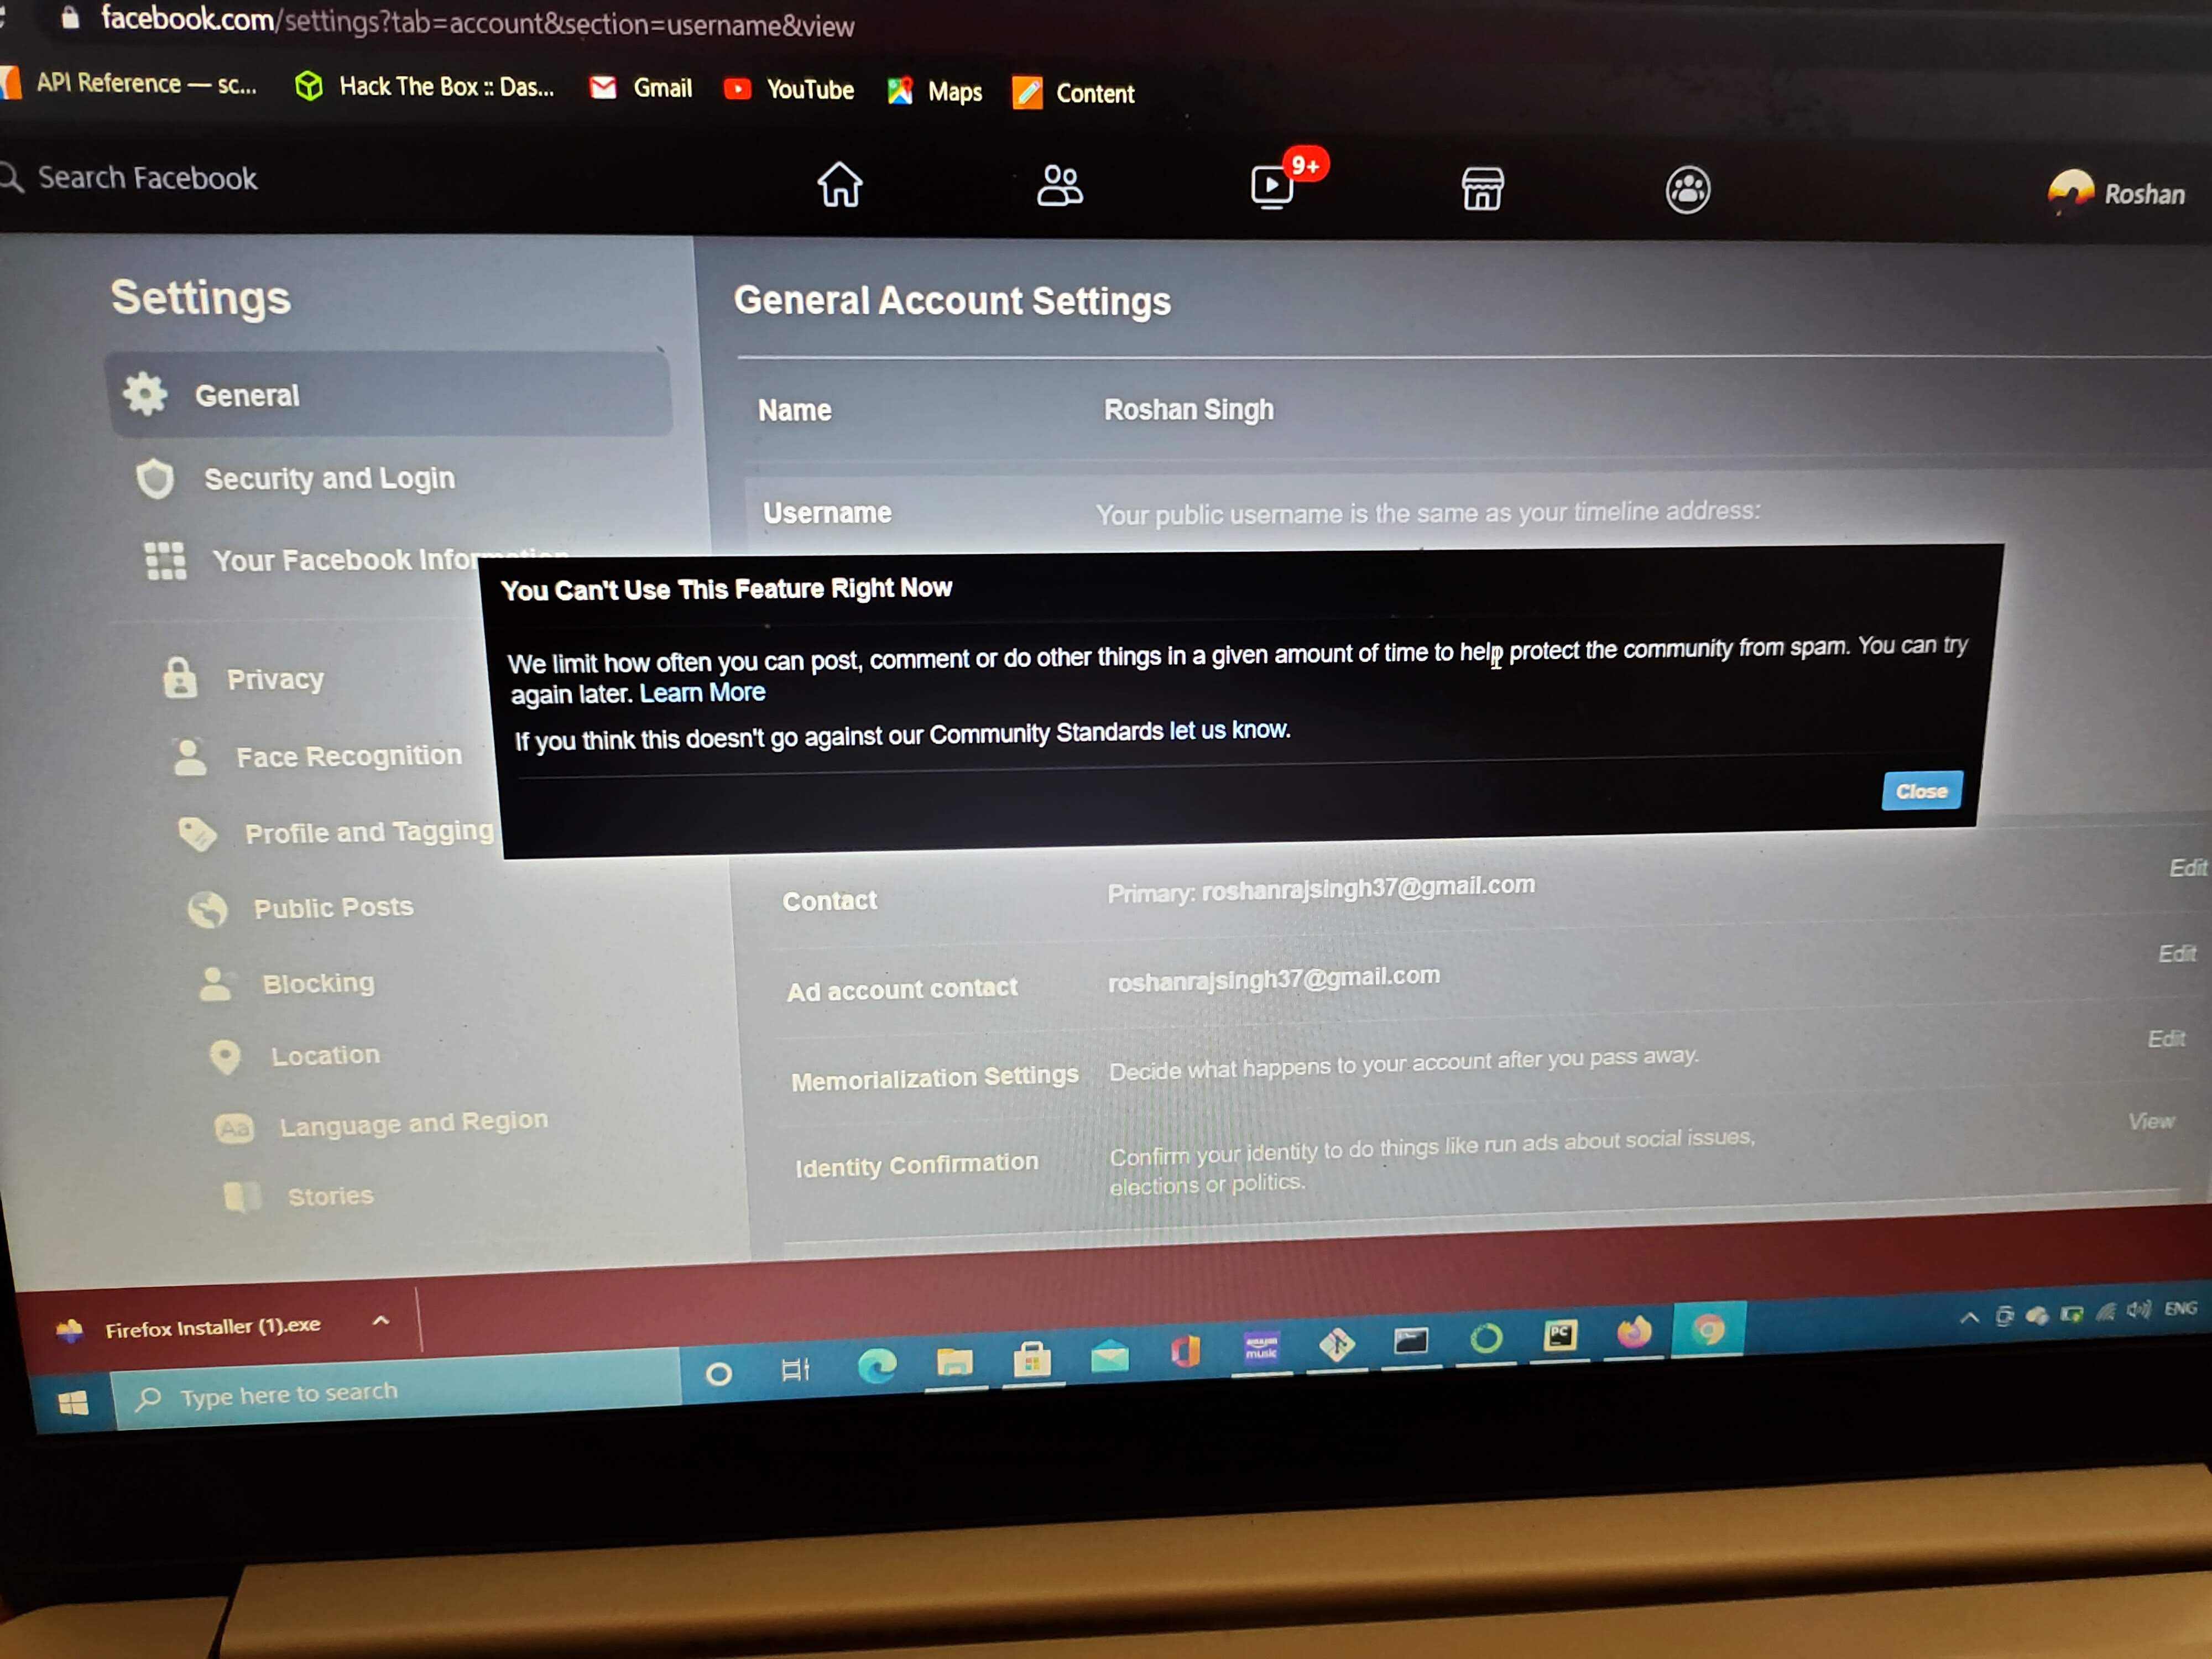 facebook.com/settings?tab=account&section=username&view
API Reference — sc...
Hack The Box :: Das...
Gmail
YouTube
Maps
Content
Search Facebook
9+
Roshan
Settings
General
Security and Login
Your Facebook Information
Privacy
Face Recognition
Profile and Tagging
Public Posts
Blocking
Location
Aa
Language and Region
Stories
General Account Settings
Name
Roshan Singh
Username
Your public username is the same as your timeline address:
You Can't Use This Feature Right Now
We limit how often you can post, comment or do other things in a given amount of time to help protect the community from spam. You can try
again later. Learn More
If you think this doesn't go against our Community Standards let us know.
Close
Contact
Primary: roshanrajsingh37@gmail.com
Edit
Ad account contact
roshanrajsingh37@gmail.com
Edit
Memorialization Settings
Decide what happens to your account after you pass away.
Edit
Identity Confirmation
Confirm your identity to do things like run ads about social issues,
elections or politics.
View
Firefox Installer (1).exe
Type here to search
amazon
music
PC
ENG